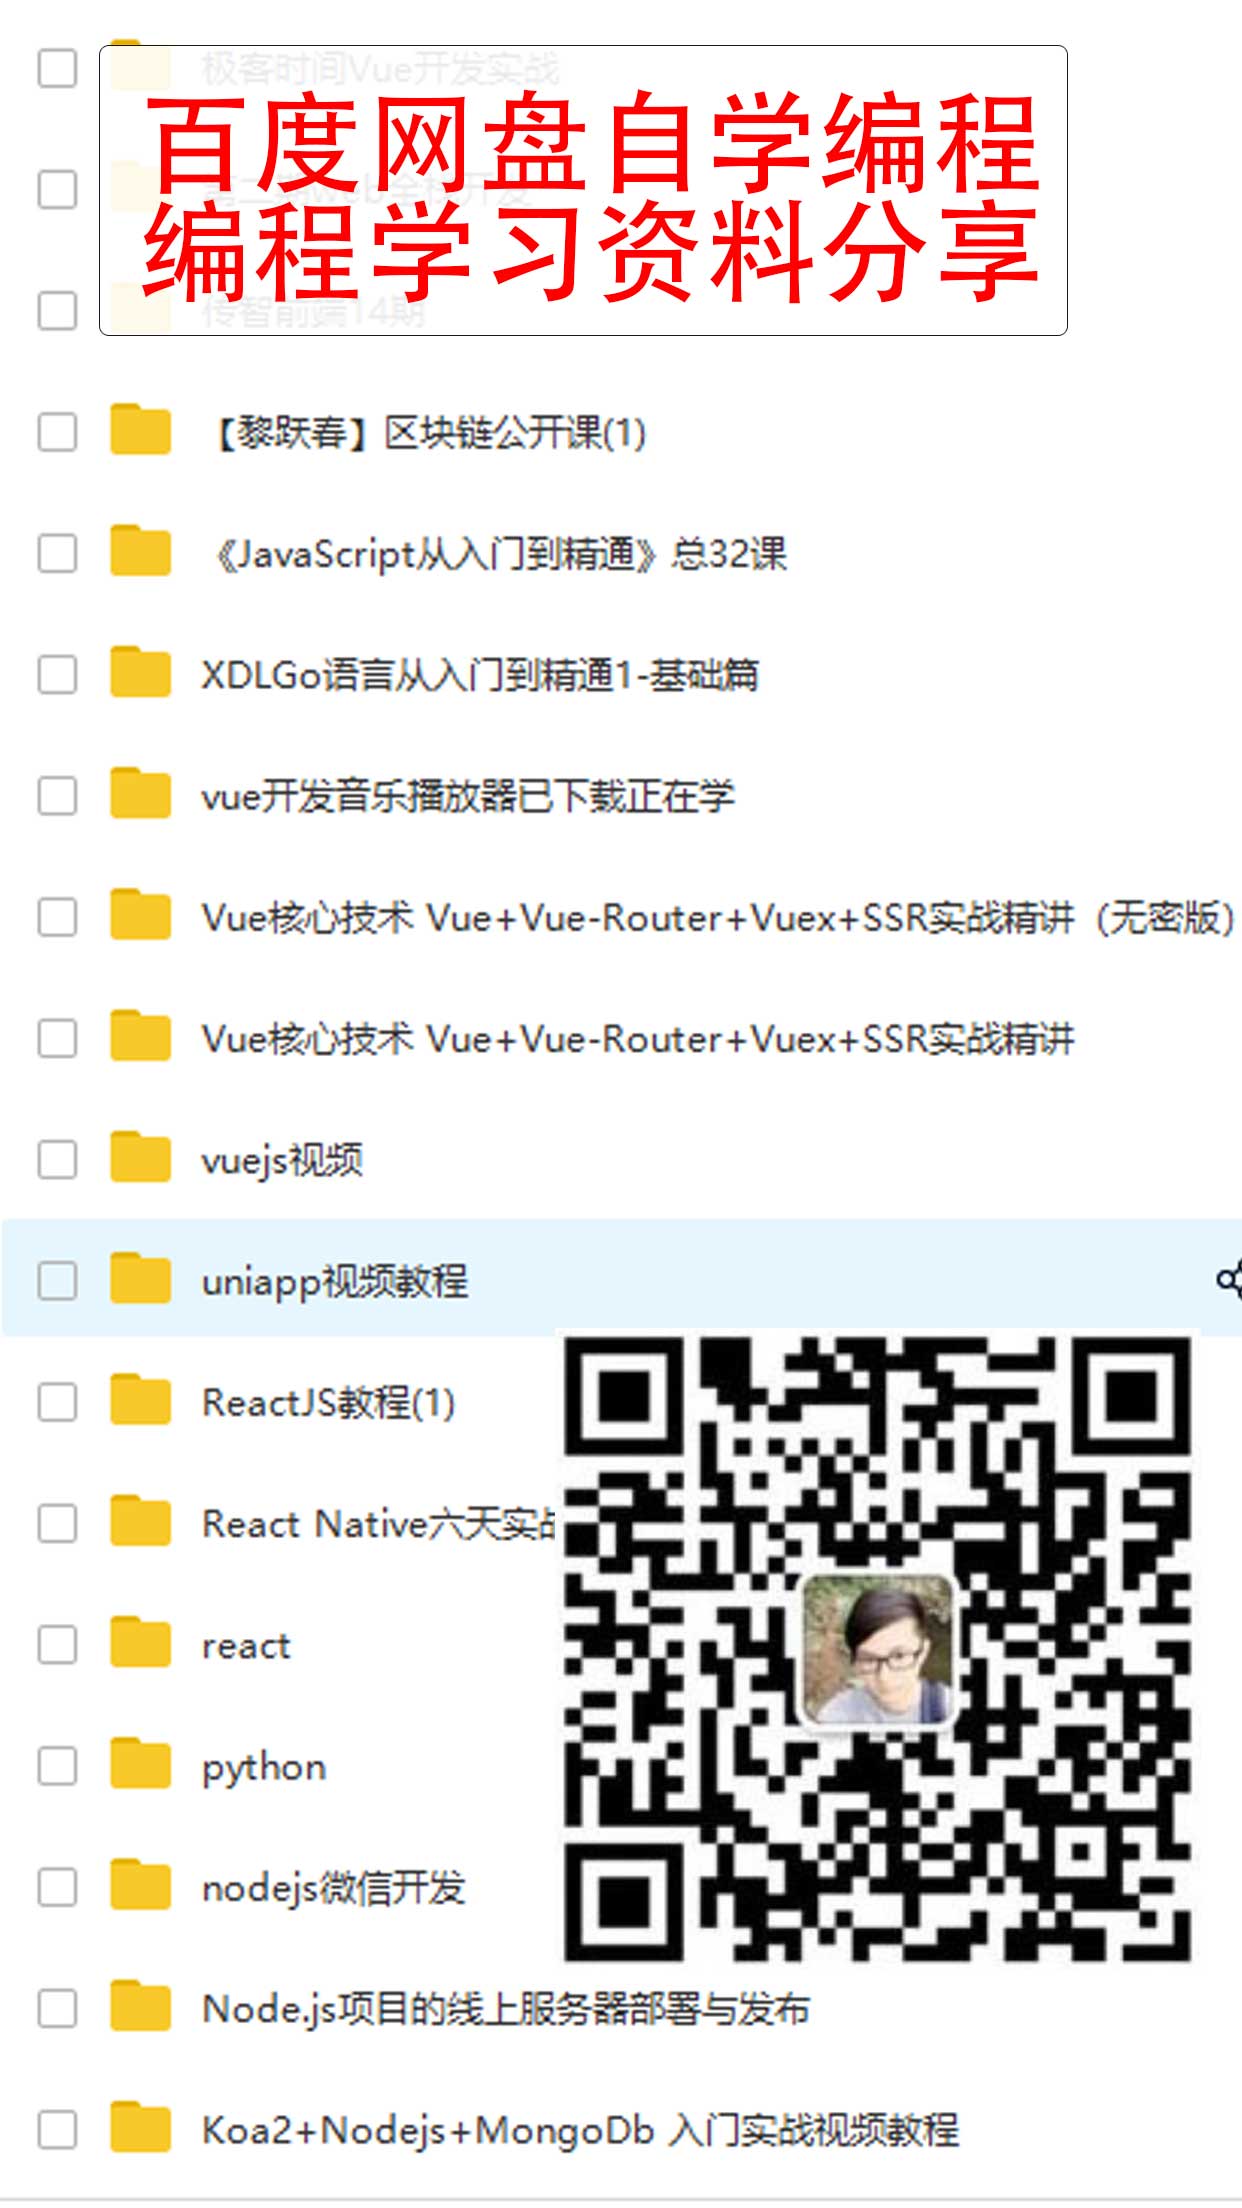 极客时间Vue开发实战
百度网盘自学编程
编程学习资料分享
传智前端14期
【黎跃春】区块链公开课(1)
《JavaScript从入门到精通》总32课
XDLGo语言从入门到精通1-基础篇
vue开发音乐播放器已下载正在学
Vue核心技术 Vue+Vue-Router+Vuex+SSR实战精讲（无密版）
Vue核心技术 Vue+Vue-Router+Vuex+SSR实战精讲
vuejs视频
uniapp视频教程
ReactJS教程(1)
React Native六天实
react
python
nodejs微信开发
Node.js项目的线上服务器部署与发布
Koa2+Nodejs+MongoDb 入门实战视频教程